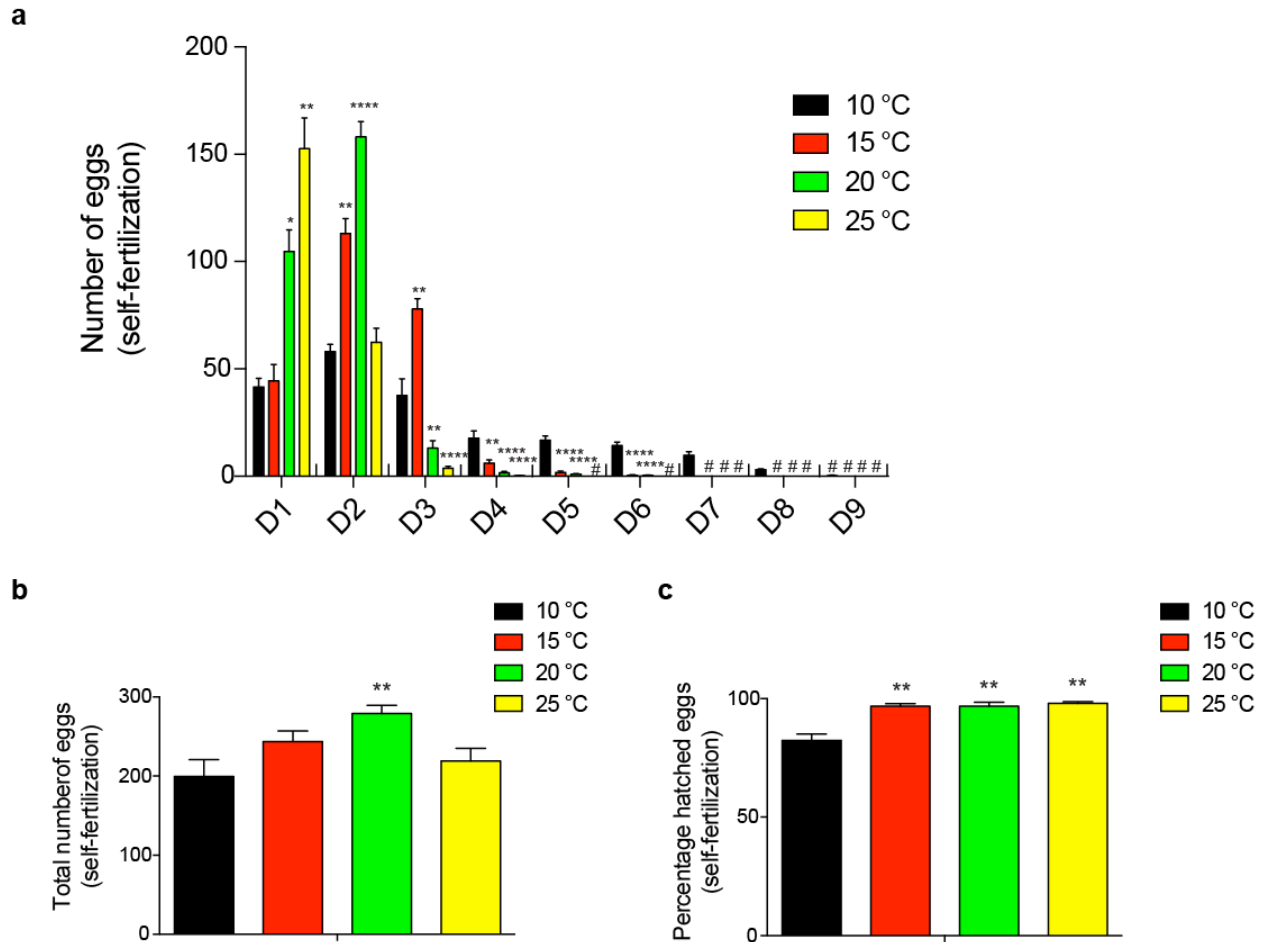 a
200
150
100
50
0
Number of eggs
(self-fertilization)
10 °C
15 °C
20 °C
25 °C
* **
** ****
** ** ****
** **** ****
**** **** #
**** **** #
# # #
# # #
# # # #
D1 D2 D3 D4 D5 D6 D7 D8 D9
b
300
200
100
0
Total numberof eggs
(self-fertilization)
**
10 °C
15 °C
20 °C
25 °C
c
100
50
0
Percentage hatched eggs
(self-fertilization)
** ** **
10 °C
15 °C
20 °C
25 °C